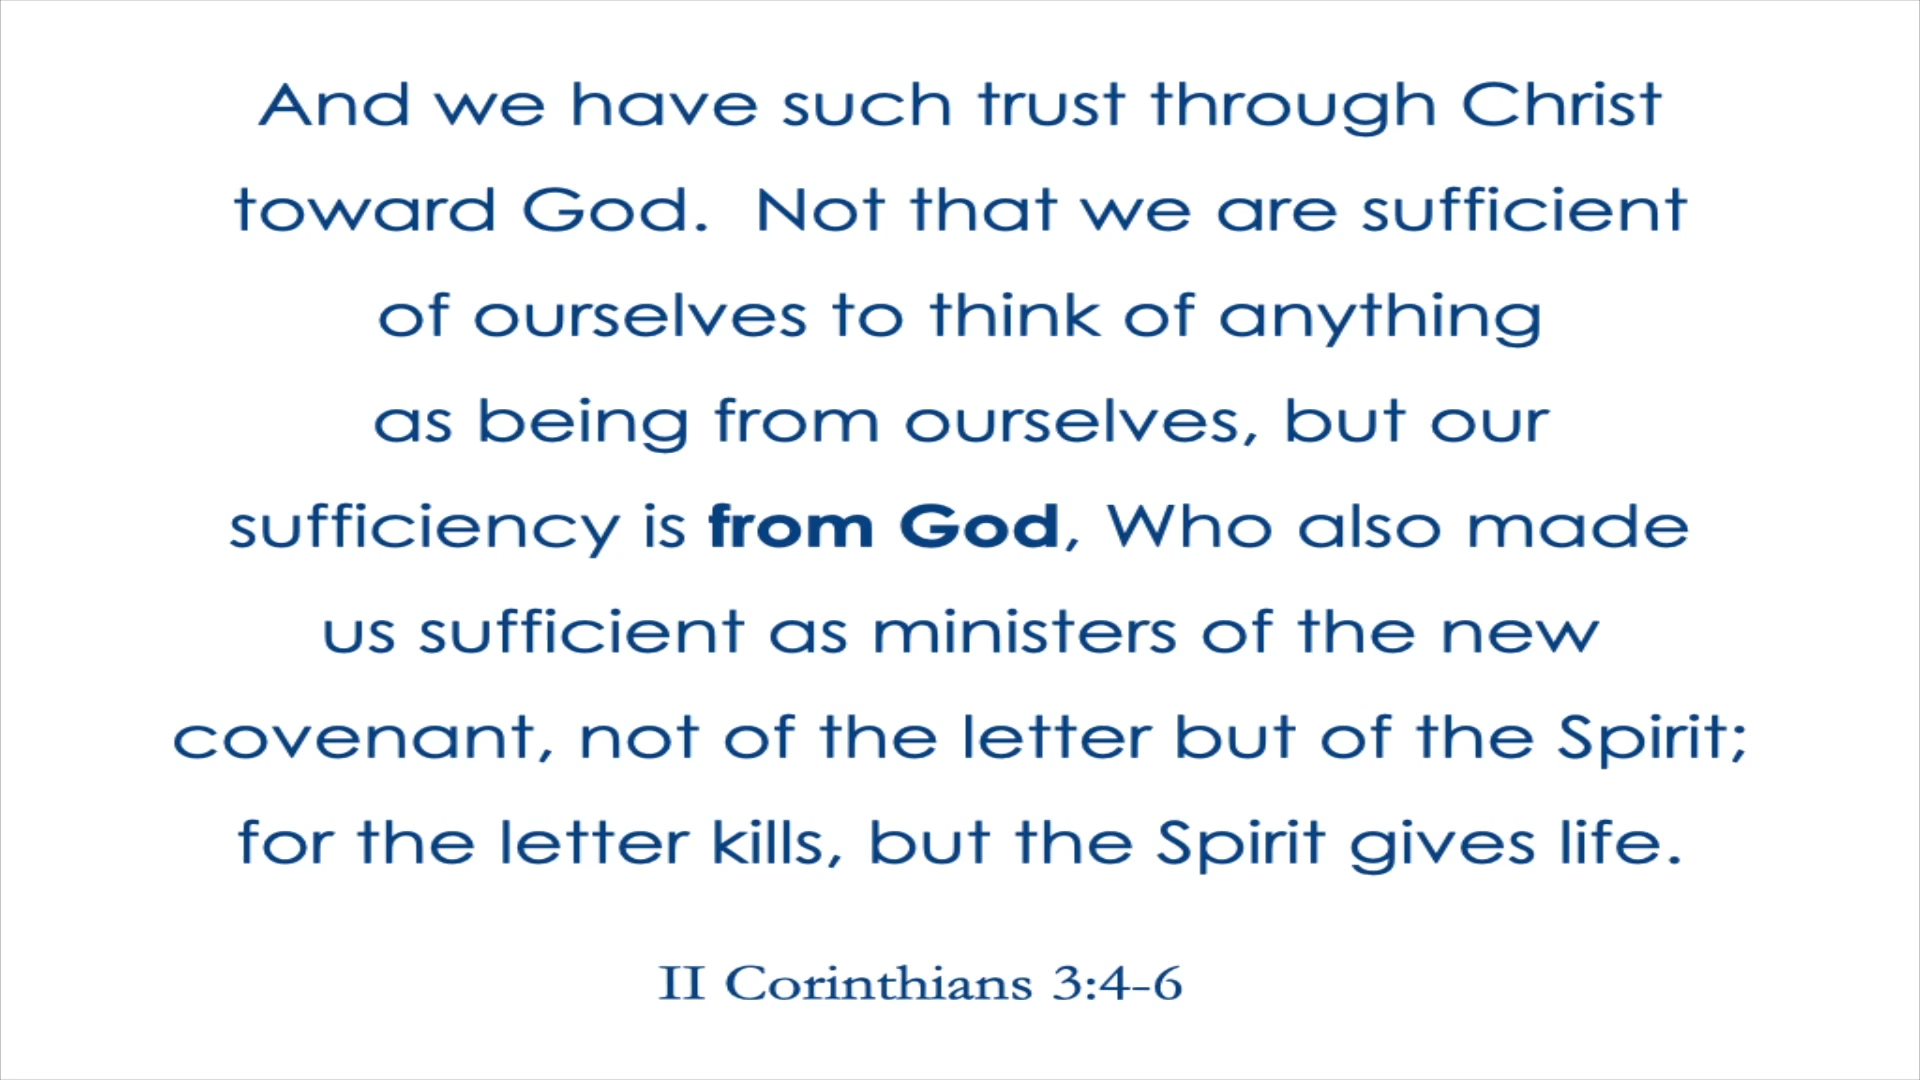 And we have such trust through Christ
toward God.  Not that we are sufficient
of ourselves to think of anything
as being from ourselves, but our
sufficiency is from God, Who also made
us sufficient as ministers of the new
covenant, not of the letter but of the Spirit;
for the letter kills, but the Spirit gives life.
II Corinthians 3:4-6